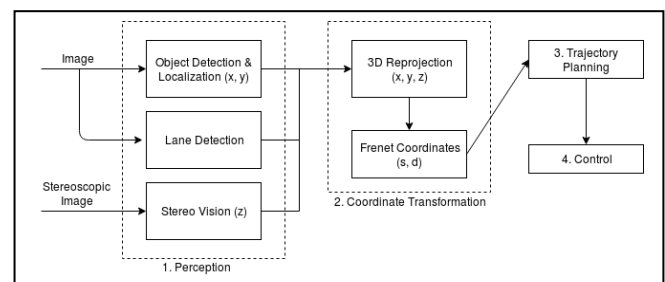 Image
Object Detection &
Localization (x, y)
Lane Detection
Stereoscopic
Image
Stereo Vision (z)
1. Perception
3D Reprojection
(x, y, z)
Frenet Coordinates
(s, d)
2. Coordinate Transformation
3. Trajectory
Planning
4. Control